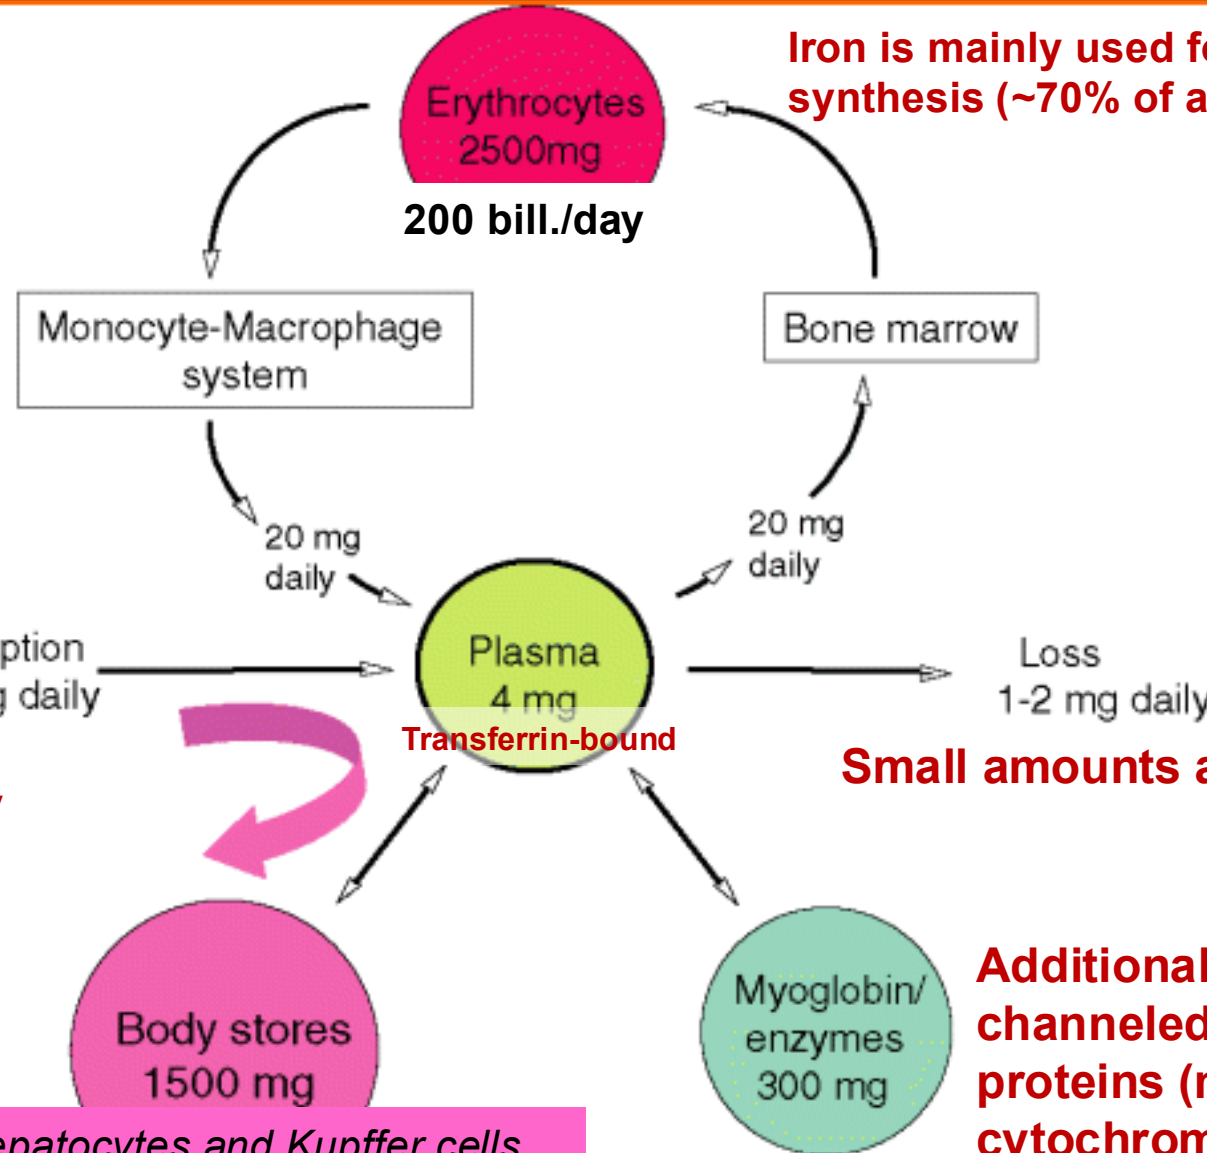 Iron is mainly used f
synthesis (~70% of a
Erythrocytes
2500mg
200 bill./day
Monocyte-Macrophage
system
Bone marrow
20 mg
daily
20 mg
daily
ption
g daily
Plasma
4 mg
Transferrin-bound
Loss
1-2 mg daily
Small amounts a
y
Additional
channeled
proteins (
cytochrom
Myoglobin/
enzymes
300 mg
Body stores
1500 mg
epatocytes and Kupffer cells